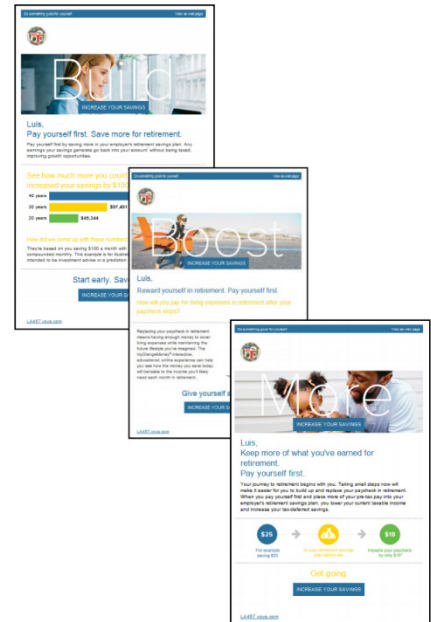 Do something good for yourself
View as web page
Build
INCREASE YOUR SAVINGS
Luis,
Pay yourself first. Save more for retirement.
Pay yourself first by saving more in your employer's retirement savings plan. Any
earnings your savings generate go back into your account¹ without being taxed,
improving growth opportunities.
See how much more you could
increased your savings by $100
40 years
30 years $97,451
20 years $45,344
How did we come up with these numbers
They're based on you saving $100 a month with
compounded monthly. This example is for illustr
intended to be investment advice or a prediction
Start early. Sav
INCREASE YOUR S
LA457.voya.com
Do something good for yourself
View as web page
Boost
INCREASE YOUR SAVINGS
Luis,
Reward yourself in retirement. Pay yourself first.
How will you pay for living expenses in retirement after your
paycheck stops?
Replacing your paycheck in retirement
means having enough money to cover
living expenses while maintaining the
future lifestyle you've imagined. The
myOrangeMoney® interactive,
educational, online experience can help
you see how the money you save today
will translate to the income you'll likely
need each month in retirement.
Give yourself a
INCREASE YOUR SA
LA457.voya.com
Do something good for yourself
View as web page
More
INCREASE YOUR SAVINGS
Luis,
Keep more of what you've earned for
retirement.
Pay yourself first.
Your journey to retirement begins with you. Taking small steps now will
make it easier for you to build up and replace your paycheck in retirement.
When you pay yourself first and place more of your pre-tax pay into your
employer's retirement savings plan, you lower your current taxable income
and increase your tax-deferred savings.
$25
$18
For example
saving $25
in your retirement savings
plan before tax
Impacts your paycheck
by only $18*
Get going
INCREASE YOUR SAVINGS
LA457.voya.com